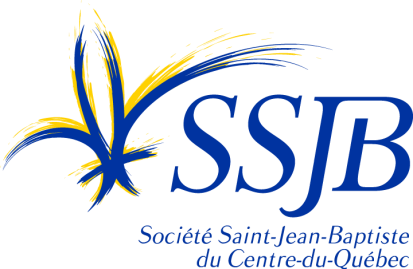 SSJB
Société Saint-Jean-Baptiste
du Centre-du-Québec